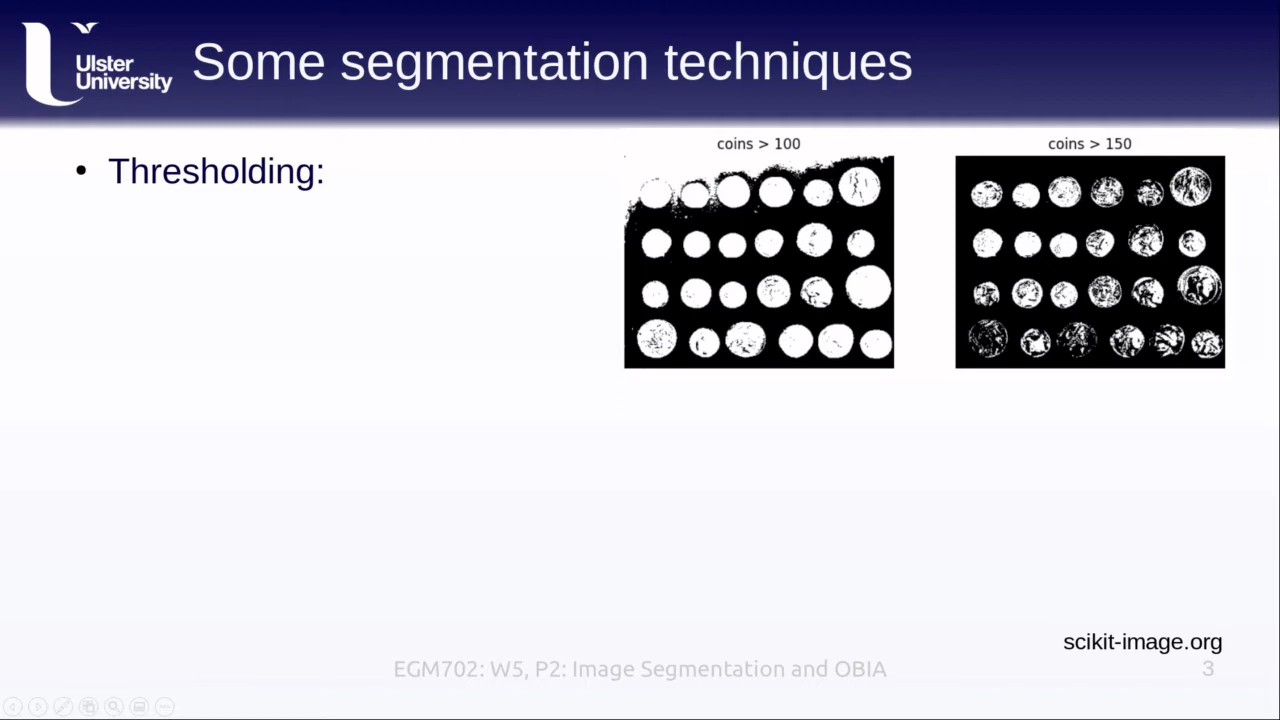 Ulster
University
Some segmentation techniques
• Thresholding:
coins > 100
coins > 150
scikit-image.org
EGM702: W5, P2: Image Segmentation and OBIA
3